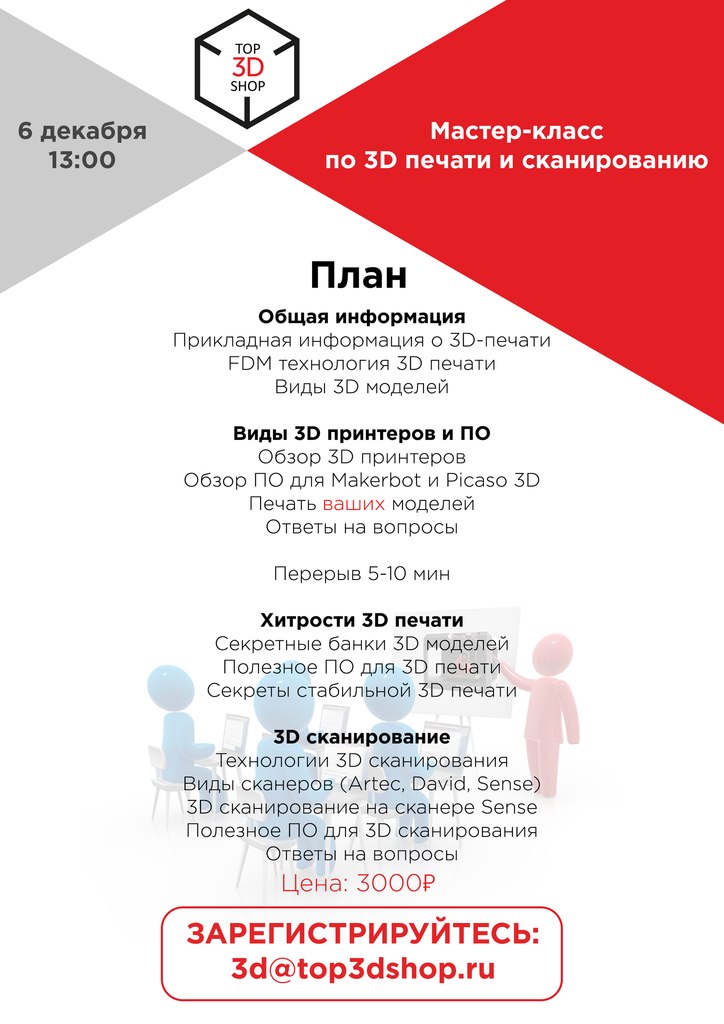 TOP
3D
SHOP
6 декабря
13:00
Мастер-класс
по 3D печати и сканированию
План
Общая информация
Прикладная информация о 3D-печати
FDM технология 3D печати
Виды 3D моделей
Виды 3D принтеров и ПО
Обзор 3D принтеров
Обзор ПО для Makerbot и Picaso 3D
Печать ваших моделей
Ответы на вопросы
Перерыв 5-10 мин
Хитрости 3D печати
Секретные банки 3D моделей
Полезное ПО для 3D печати
Секреты стабильной 3D печати
3D сканирование
Технологии 3D сканирования
Виды сканеров (Artec, David, Sense)
3D сканирование на сканере Sense
Полезное ПО для 3D сканирования
Ответы на вопросы
Цена: 3000₽
ЗАРЕГИСТРИРУЙТЕСЬ:
3d@top3dshop.ru